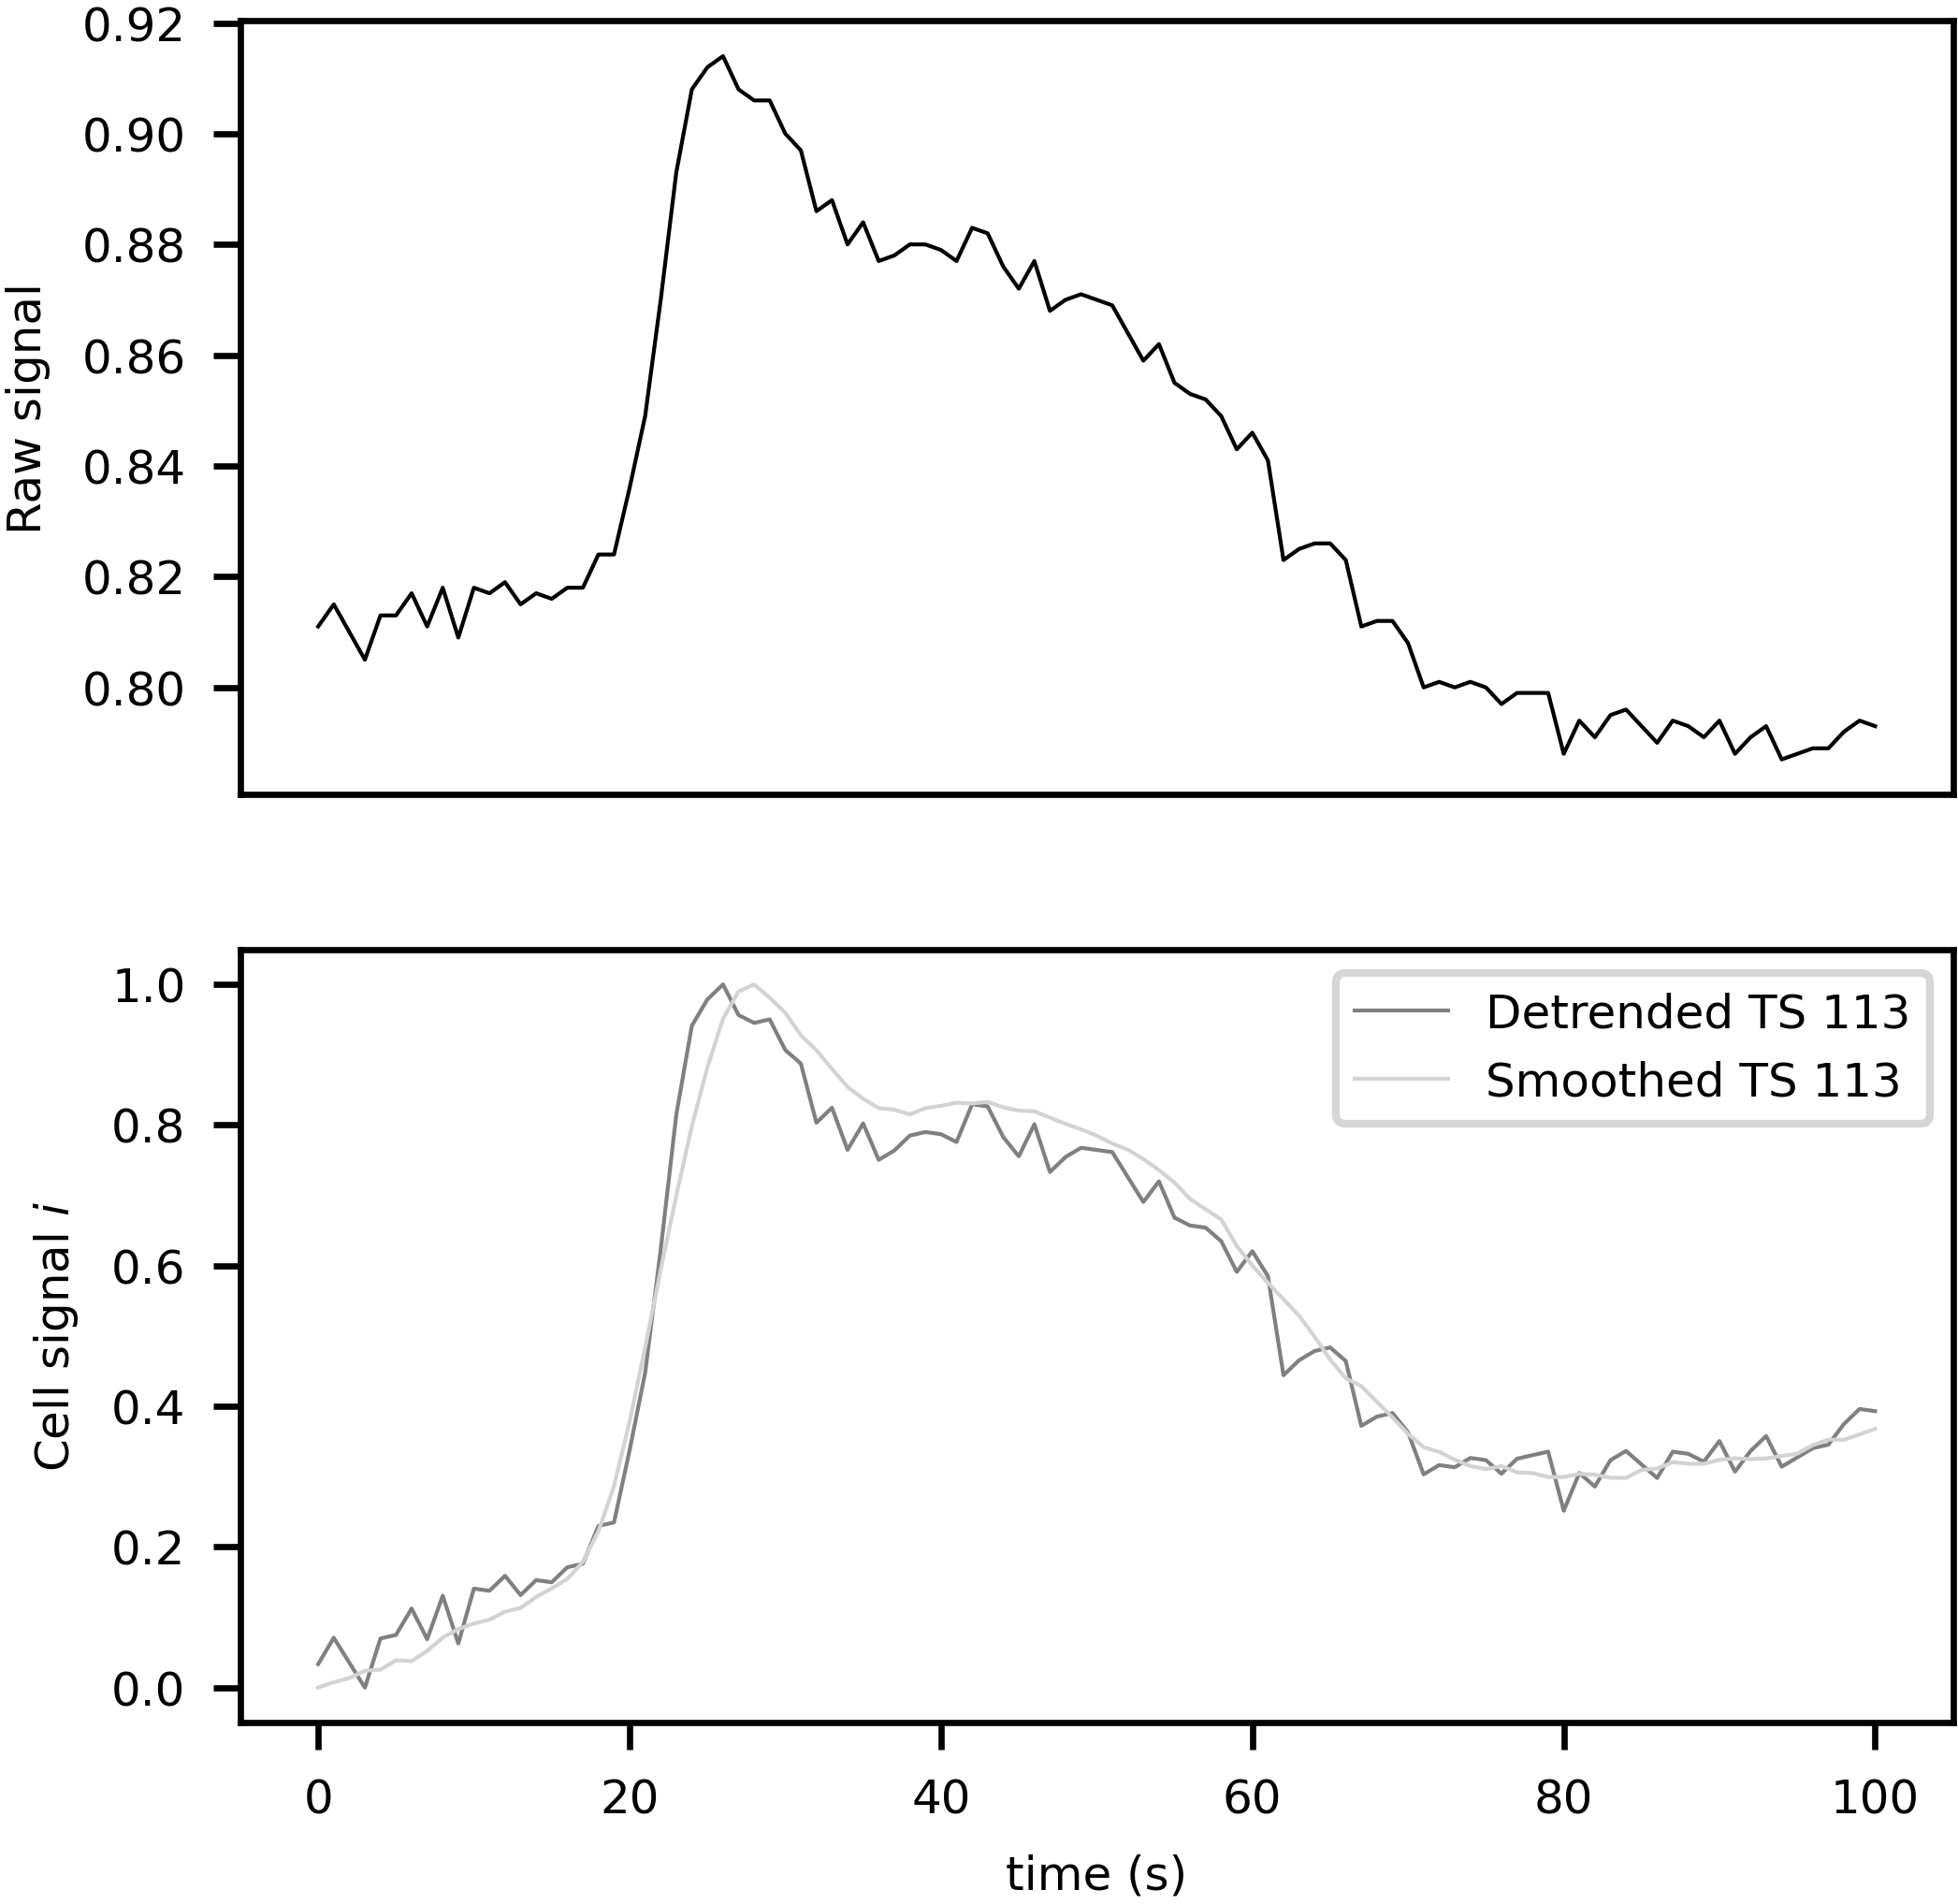 0.92
0.90
0.88
0.86
0.84
0.82
0.80
Raw signal
1.0
0.8
0.6
0.4
0.2
0.0
Cell signal i
Detrended TS 113
Smoothed TS 113
0 20 40 60 80 100
time (s)